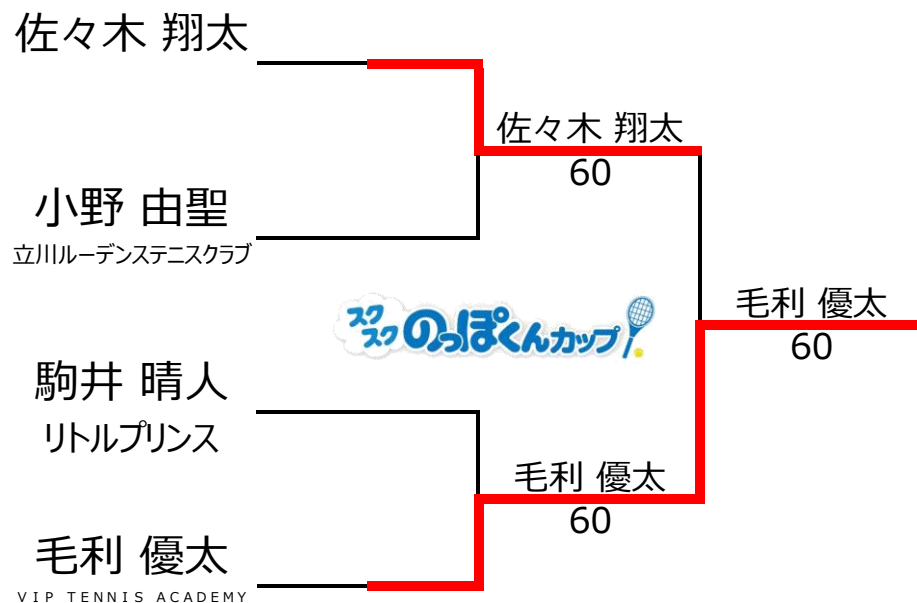 佐々木 翔太
佐々木 翔太
60
小野 由聖
立川ルーデンステニスクラブ
スクスクのっぽくんカップ
毛利 優太
60
駒井 晴人
リトルプリンス
毛利 優太
60
毛利 優太
VIP TENNIS ACADEMY